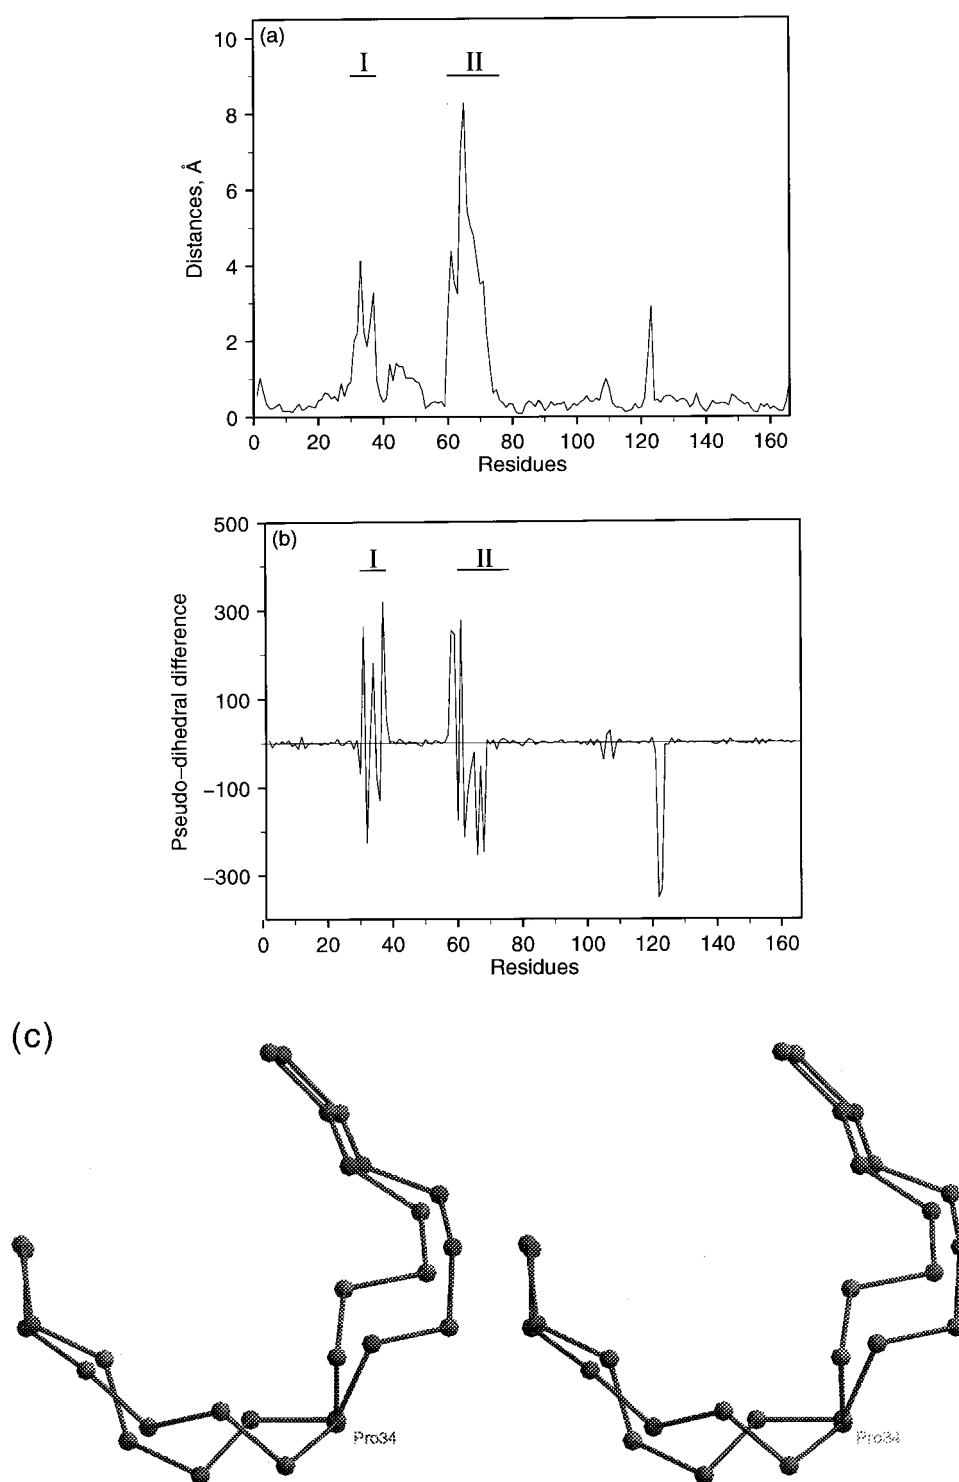 (a)
I II
10
8
6
4
2
0
Distances, Å
0 20 40 60 80 100 120 140 160
Residues
(b)
I II
500
300
100
−100
−300
Pseudo−dihedral difference
0 20 40 60 80 100 120 140 160
Residues
(c)
Pro34 Pro34